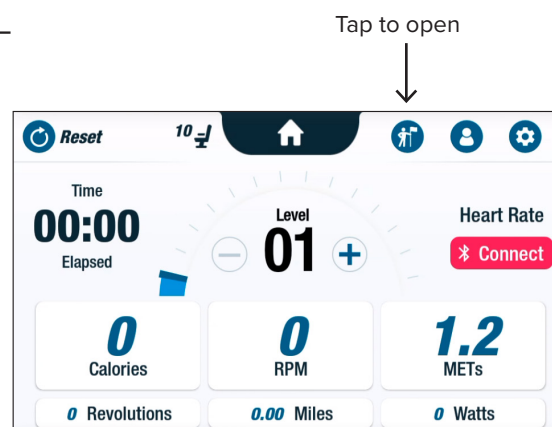 Tap to open
Reset
10
Time
00:00
Elapsed
Level
01
Heart Rate
Connect
0
Calories
0
RPM
1.2
METs
0 Revolutions
0.00 Miles
0 Watts